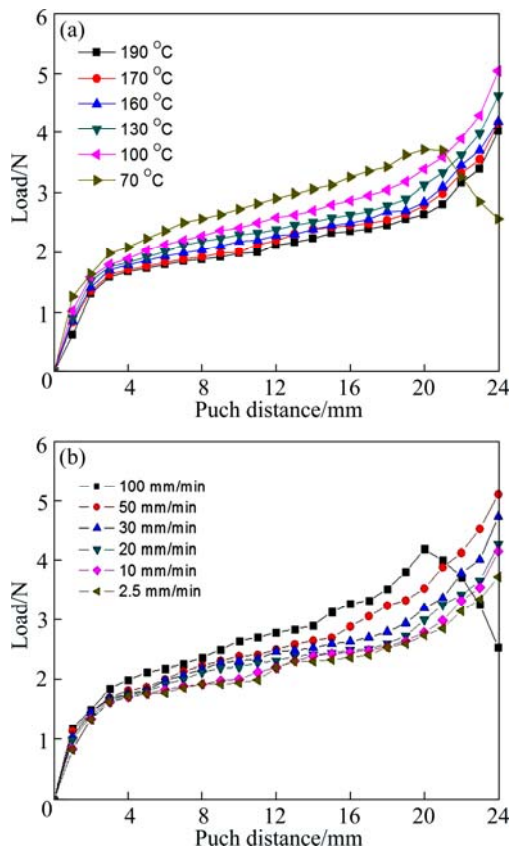 (a)
190 °C
170 °C
160 °C
130 °C
100 °C
70 °C
Load/N
6
5
4
3
2
1
0
4 8 12 16 20 24
Puch distance/mm
(b)
100 mm/min
50 mm/min
30 mm/min
20 mm/min
10 mm/min
2.5 mm/min
Load/N
6
5
4
3
2
1
0
4 8 12 16 20 24
Puch distance/mm